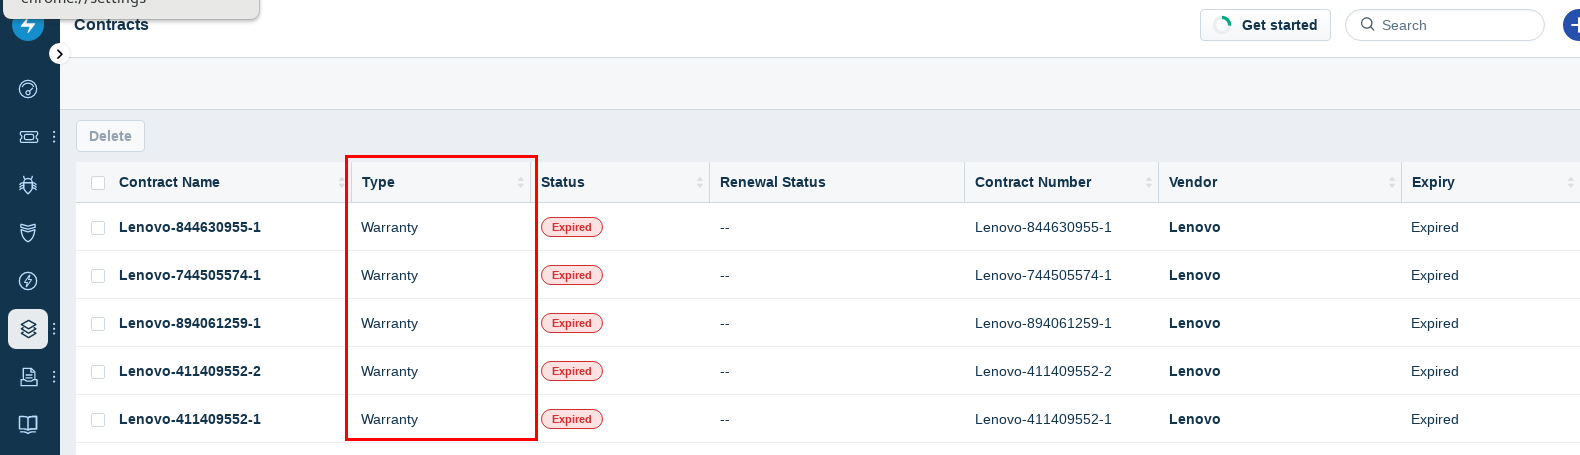 chrome://settings
Contracts
Get started
Search
Delete
Contract Name Type Status Renewal Status Contract Number Vendor Expiry
Lenovo-844630955-1 Warranty Expired -- Lenovo-844630955-1 Lenovo Expired
Lenovo-744505574-1 Warranty Expired -- Lenovo-744505574-1 Lenovo Expired
Lenovo-894061259-1 Warranty Expired -- Lenovo-894061259-1 Lenovo Expired
Lenovo-411409552-2 Warranty Expired -- Lenovo-411409552-2 Lenovo Expired
Lenovo-411409552-1 Warranty Expired -- Lenovo-411409552-1 Lenovo Expired